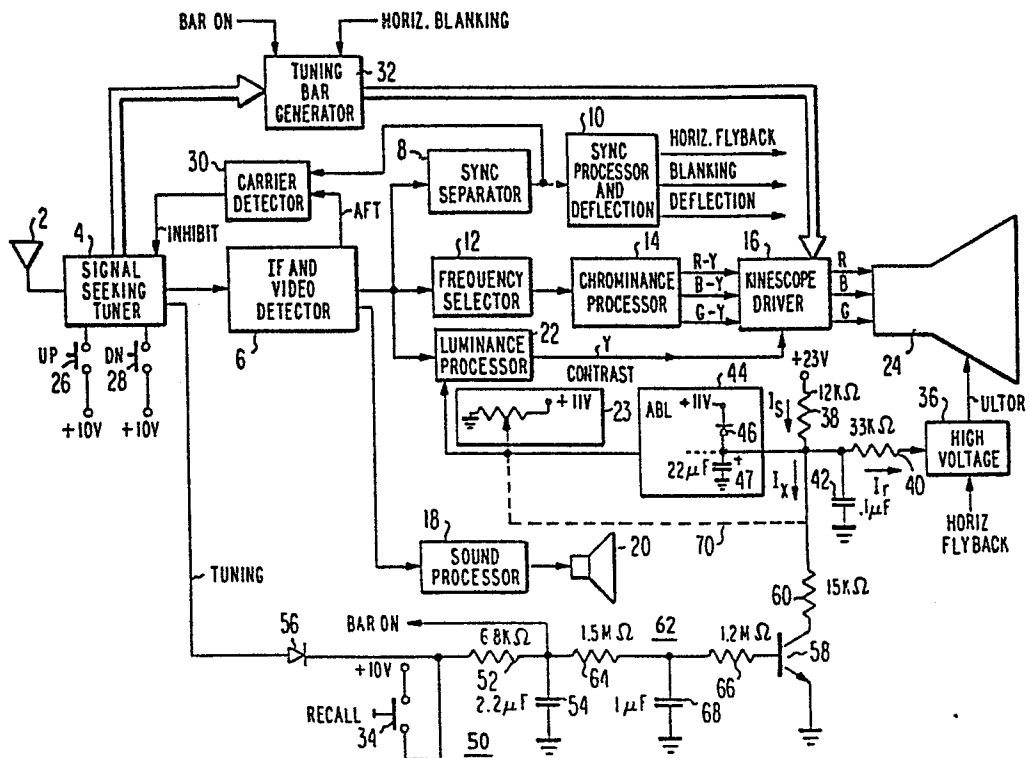 BAR ON
HORIZ. BLANKING
TUNING
BAR
GENERATOR
32
30
CARRIER
DETECTOR
INHIBIT
AFT
8
SYNC
SEPARATOR
10
SYNC
PROCESSOR
AND
DEFLECTION
HORIZ. FLYBACK
BLANKING
DEFLECTION
2
4
SIGNAL
SEEKING
TUNER
IF AND
VIDEO
DETECTOR
6
12
FREQUENCY
SELECTOR
14
CHROMINANCE
PROCESSOR
R-Y
B-Y
G-Y
16
KINESCOPE
DRIVER
R
B
G
24
UP
26
DN
28
+10V
+10V
22
LUMINANCE
PROCESSOR
Y
CONTRAST
+11V
23
44
ABL
+11V
46
22µF
+
47
+23V
12KΩ
38
IS
IX
33KΩ
40
Ir
42
.1µF
36
HIGH
VOLTAGE
ULTOR
HORIZ
FLYBACK
18
SOUND
PROCESSOR
20
70
TUNING
60
15KΩ
56
BAR ON
68KΩ
52
2.2µF
54
1.5MΩ
64
62
1µF
68
1.2MΩ
66
58
+10V
RECALL
34
50